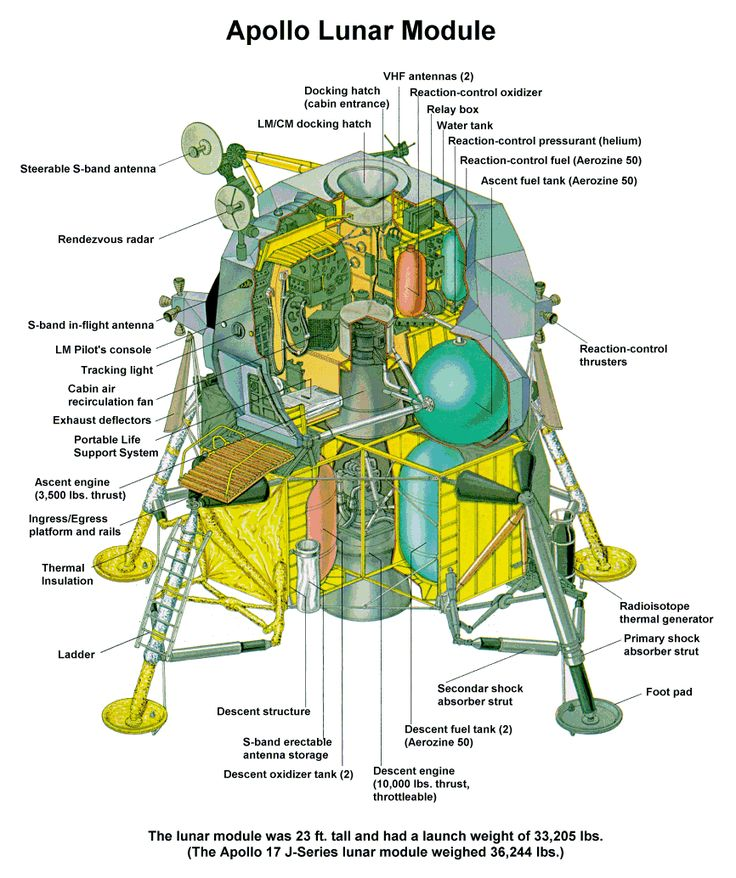 Apollo Lunar Module
VHF antennas (2)
Docking hatch
(cabin entrance)
Reaction-control oxidizer
Relay box
LM/CM docking hatch
Water tank
Reaction-control pressurant (helium)
Reaction-control fuel (Aerozine 50)
Ascent fuel tank (Aerozine 50)
Steerable S-band antenna
Rendezvous radar
S-band in-flight antenna
LM Pilot's console
Tracking light
Cabin air
recirculation fan
Exhaust deflectors
Portable Life
Support System
Ascent engine
(3,500 lbs. thrust)
Ingress/Egress
platform and rails
Thermal
Insulation
Ladder
Reaction-control
thrusters
Radioisotope
thermal generator
Primary shock
absorber strut
Foot pad
Secondar shock
absorber strut
Descent structure
Descent fuel tank (2)
(Aerozine 50)
S-band erectable
antenna storage
Descent oxidizer tank (2)
Descent engine
(10,000 lbs. thrust,
throttleable)
The lunar module was 23 ft. tall and had a launch weight of 33,205 lbs.
(The Apollo 17 J-Series lunar module weighed 36,244 lbs.)